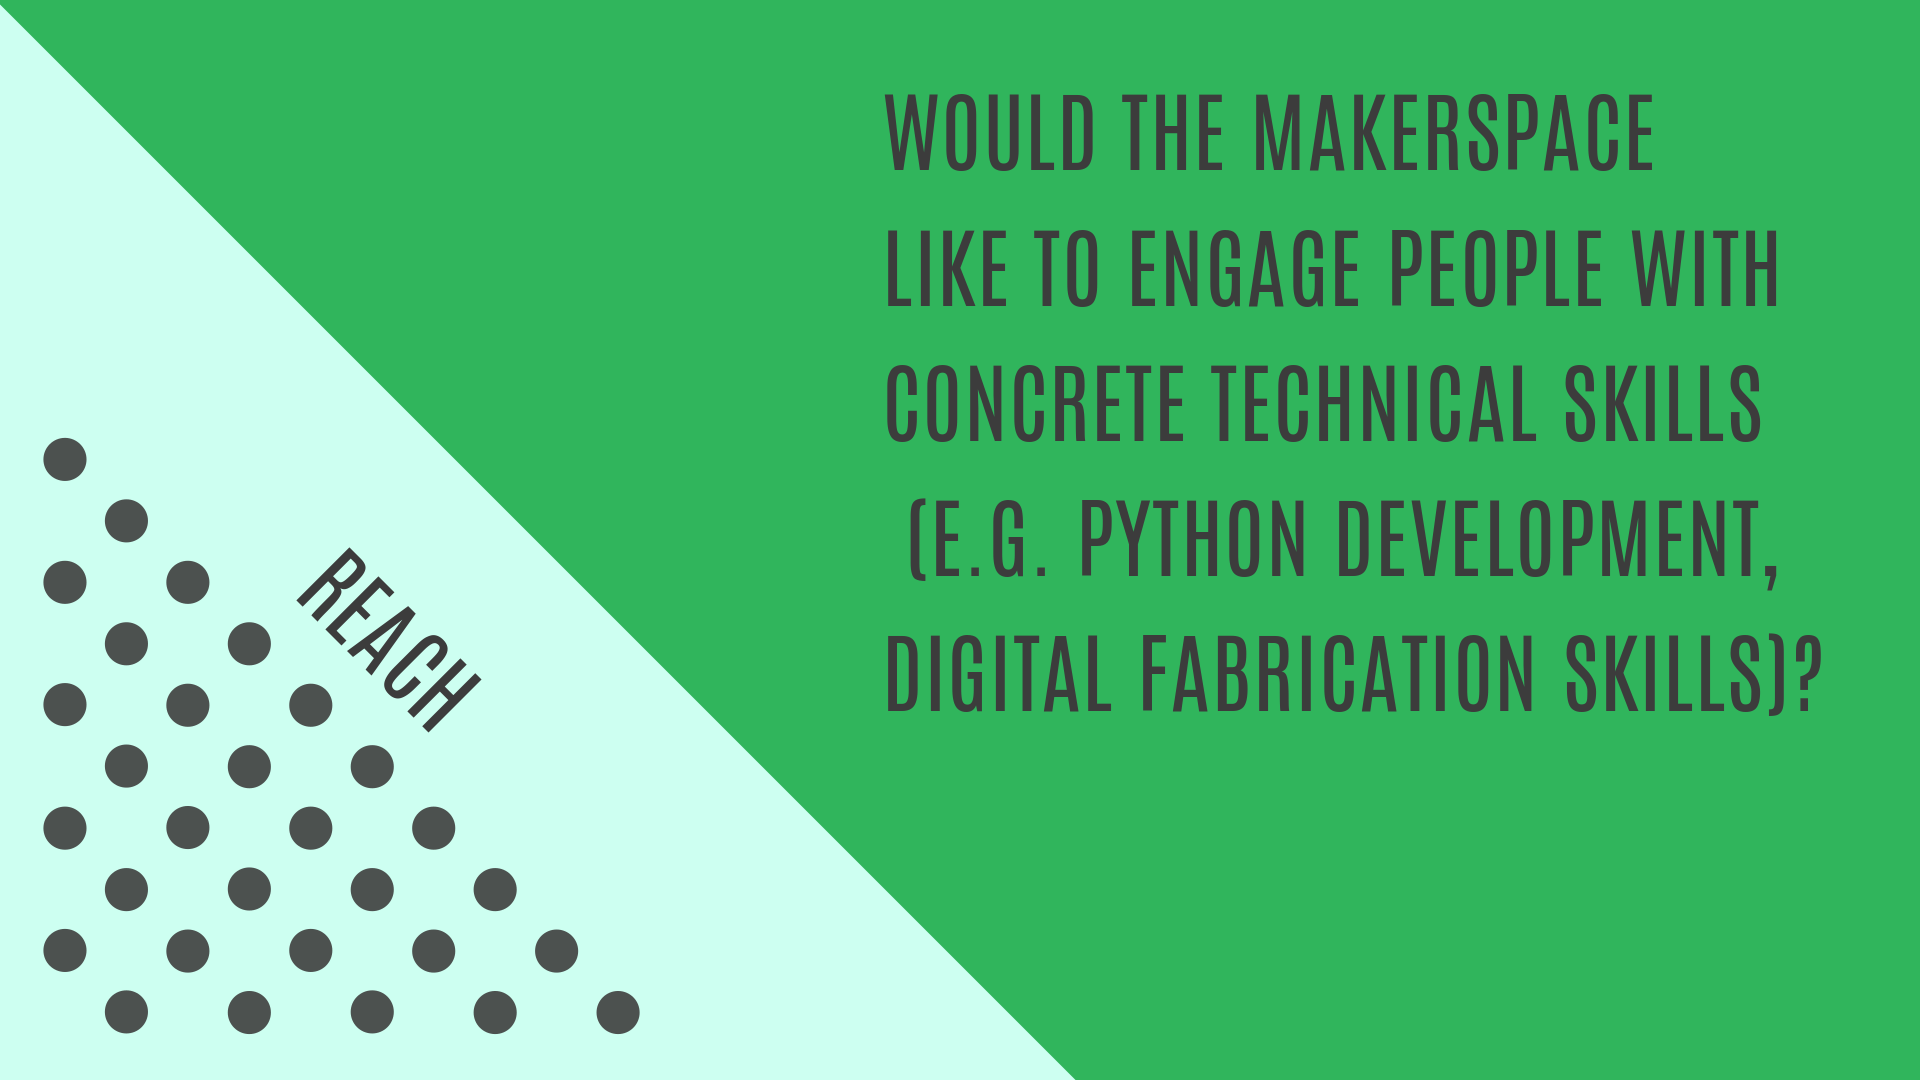 WOULD THE MAKERSPACE
LIKE TO ENGAGE PEOPLE WITH
CONCRETE TECHNICAL SKILLS
(E.G. PYTHON DEVELOPMENT,
DIGITAL FABRICATION SKILLS)?
REACH